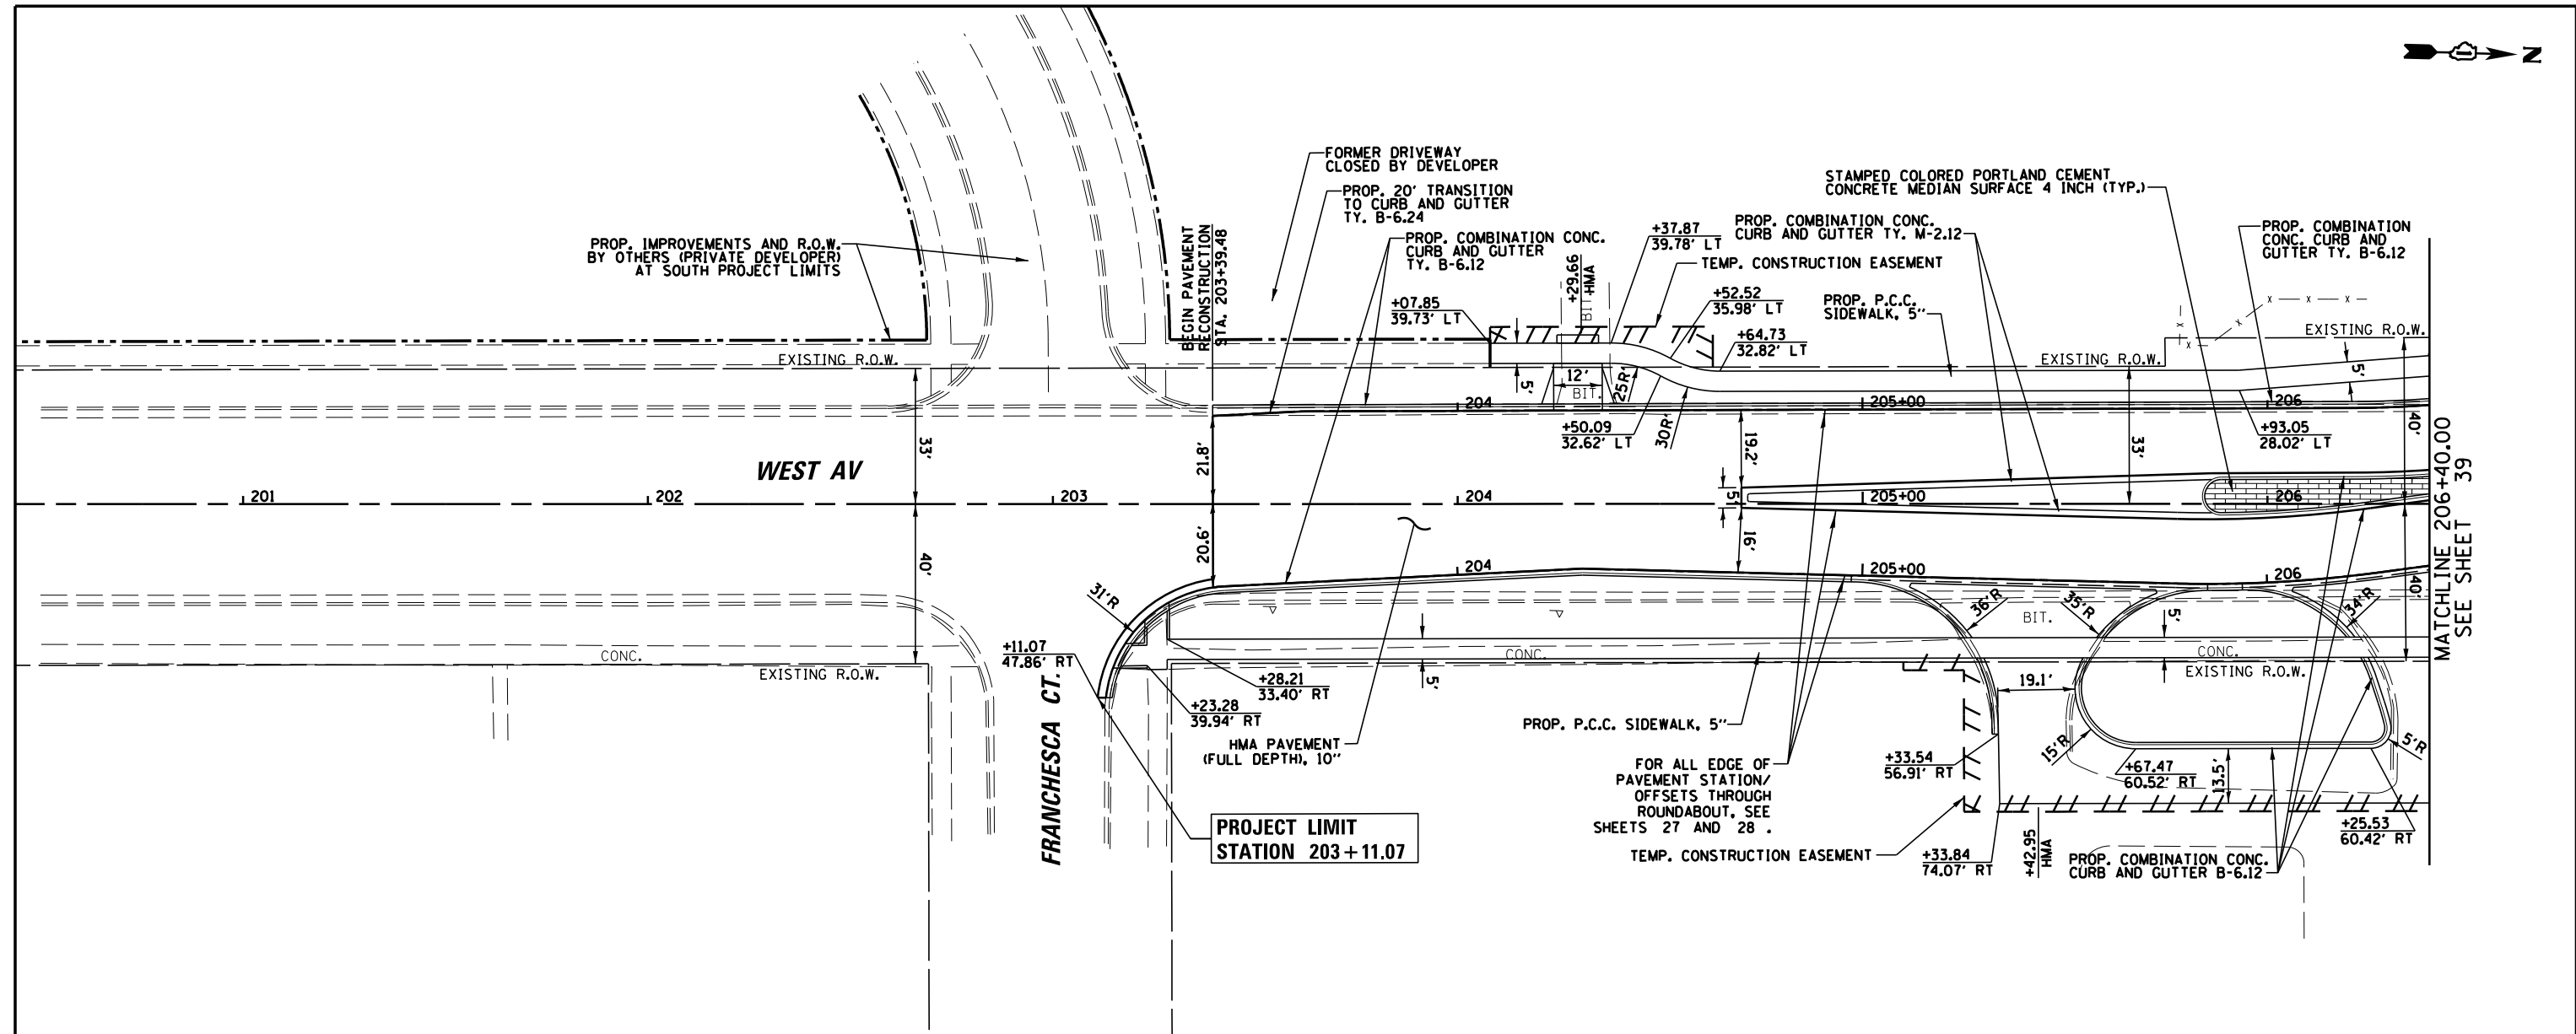 N
FORMER DRIVEWAY
CLOSED BY DEVELOPER
PROP. 20' TRANSITION
TO CURB AND GUTTER
TY. B-6.24
STAMPED COLORED PORTLAND CEMENT
CONCRETE MEDIAN SURFACE 4 INCH (TYP.)
PROP. IMPROVEMENTS AND R.O.W.
BY OTHERS (PRIVATE DEVELOPER)
AT SOUTH PROJECT LIMITS
BEGIN PAVEMENT
RECONSTRUCTION
STA. 203+39.48
PROP. COMBINATION CONC.
CURB AND GUTTER
TY. B-6.12
+37.87
39.78' LT
PROP. COMBINATION CONC.
CURB AND GUTTER TY. M-2.12
PROP. COMBINATION
CONC. CURB AND
GUTTER TY. B-6.12
+29.66
HMA
BIT.
TEMP. CONSTRUCTION EASEMENT
+07.85
39.73' LT
+52.52
35.98' LT
PROP. P.C.C.
SIDEWALK, 5"
+64.73
32.82' LT
EXISTING R.O.W.
EXISTING R.O.W.
EXISTING R.O.W.
5'
12'
BIT.
25'R
30'R
5'
204
205+00
206
+50.09
32.62' LT
+93.05
28.02' LT
33'
21.8'
19.2'
33'
40'
WEST AV
201
202
203
204
5'
205+00
206
40'
20.6'
16'
204
205+00
206
40'
MATCHLINE 206+40.00
SEE SHEET 39
31'R
36'R
BIT.
35'R
5'
34'R
CONC.
EXISTING R.O.W.
+11.07
47.86' RT
FRANCHESCA CT.
+28.21
33.40' RT
+23.28
39.94' RT
5'
CONC.
CONC.
EXISTING R.O.W.
19.1'
HMA PAVEMENT
(FULL DEPTH), 10"
PROP. P.C.C. SIDEWALK, 5"
FOR ALL EDGE OF
PAVEMENT STATION/
OFFSETS THROUGH
ROUNDABOUT, SEE
SHEETS 27 AND 28 .
+33.54
56.91' RT
15'R
+67.47
60.52' RT
13.5'
5'R
PROJECT LIMIT
STATION 203+11.07
TEMP. CONSTRUCTION EASEMENT
+33.84
74.07' RT
+42.95
HMA
PROP. COMBINATION CONC.
CURB AND GUTTER B-6.12
+25.53
60.42' RT